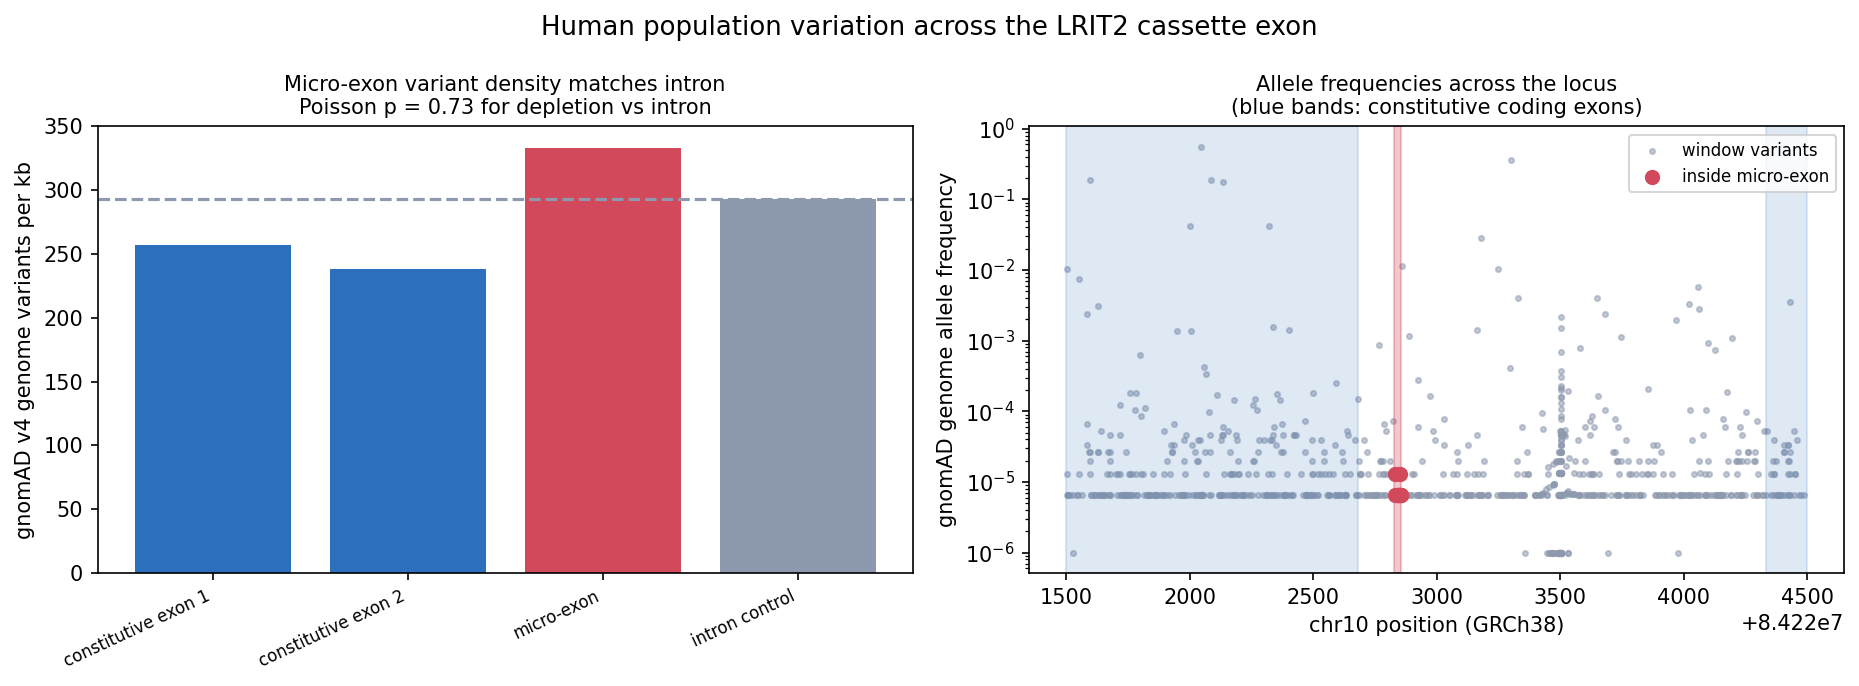 Human population variation across the LRIT2 cassette exon
Micro-exon variant density matches intron
Poisson p = 0.73 for depletion vs intron
gnomAD v4 genome variants per kb
350
300
250
200
150
100
50
0
constitutive exon 1
constitutive exon 2
micro-exon
intron control
Allele frequencies across the locus
(blue bands: constitutive coding exons)
window variants
inside micro-exon
gnomAD genome allele frequency
10⁰
10⁻¹
10⁻²
10⁻³
10⁻⁴
10⁻⁵
10⁻⁶
1500 2000 2500 3000 3500 4000 4500
+8.422e7
chr10 position (GRCh38)